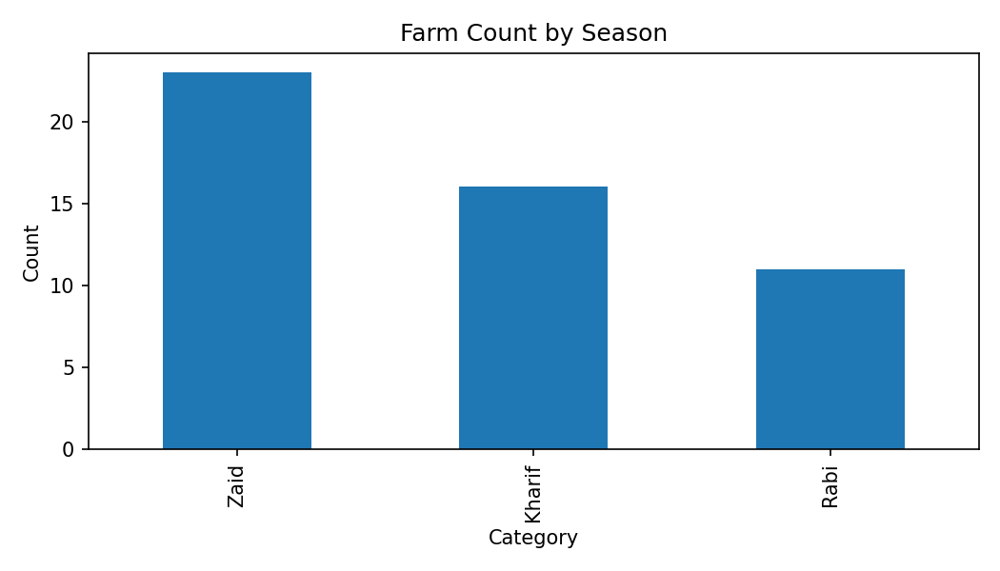 Farm Count by Season
Count
20
15
10
5
0
Zaid
Kharif
Rabi
Category